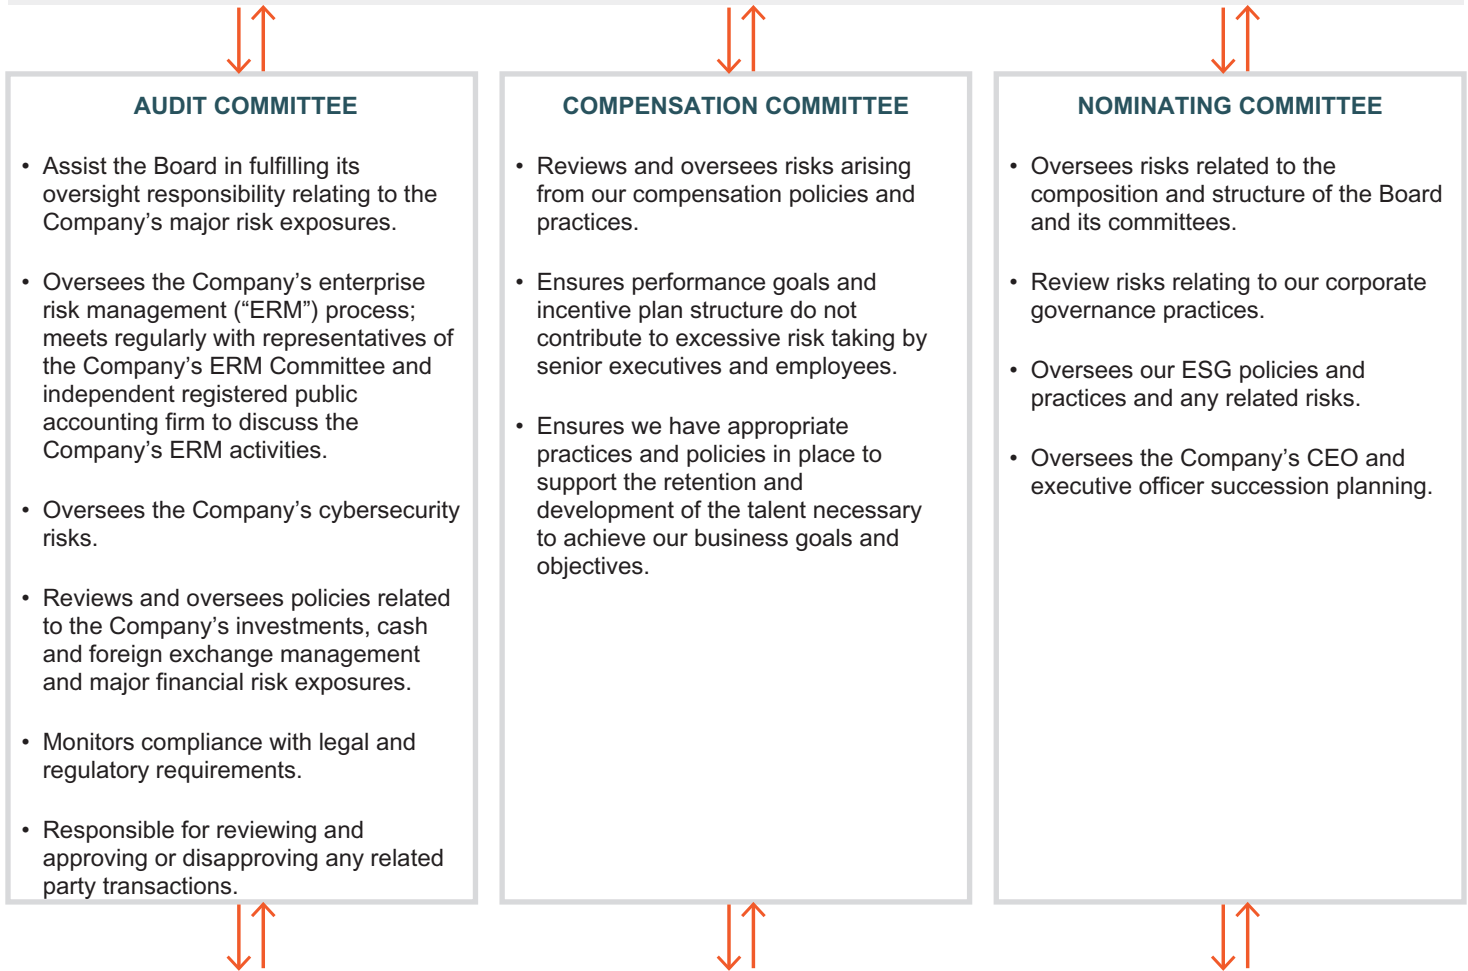 AUDIT COMMITTEE
• Assist the Board in fulfilling its
oversight responsibility relating to the
Company’s major risk exposures.
• Oversees the Company’s enterprise
risk management (“ERM”) process;
meets regularly with representatives of
the Company’s ERM Committee and
independent registered public
accounting firm to discuss the
Company’s ERM activities.
• Oversees the Company’s cybersecurity
risks.
• Reviews and oversees policies related
to the Company’s investments, cash
and foreign exchange management
and major financial risk exposures.
• Monitors compliance with legal and
regulatory requirements.
• Responsible for reviewing and
approving or disapproving any related
party transactions.
COMPENSATION COMMITTEE
• Reviews and oversees risks arising
from our compensation policies and
practices.
• Ensures performance goals and
incentive plan structure do not
contribute to excessive risk taking by
senior executives and employees.
• Ensures we have appropriate
practices and policies in place to
support the retention and
development of the talent necessary
to achieve our business goals and
objectives.
NOMINATING COMMITTEE
• Oversees risks related to the
composition and structure of the Board
and its committees.
• Review risks relating to our corporate
governance practices.
• Oversees our ESG policies and
practices and any related risks.
• Oversees the Company’s CEO and
executive officer succession planning.